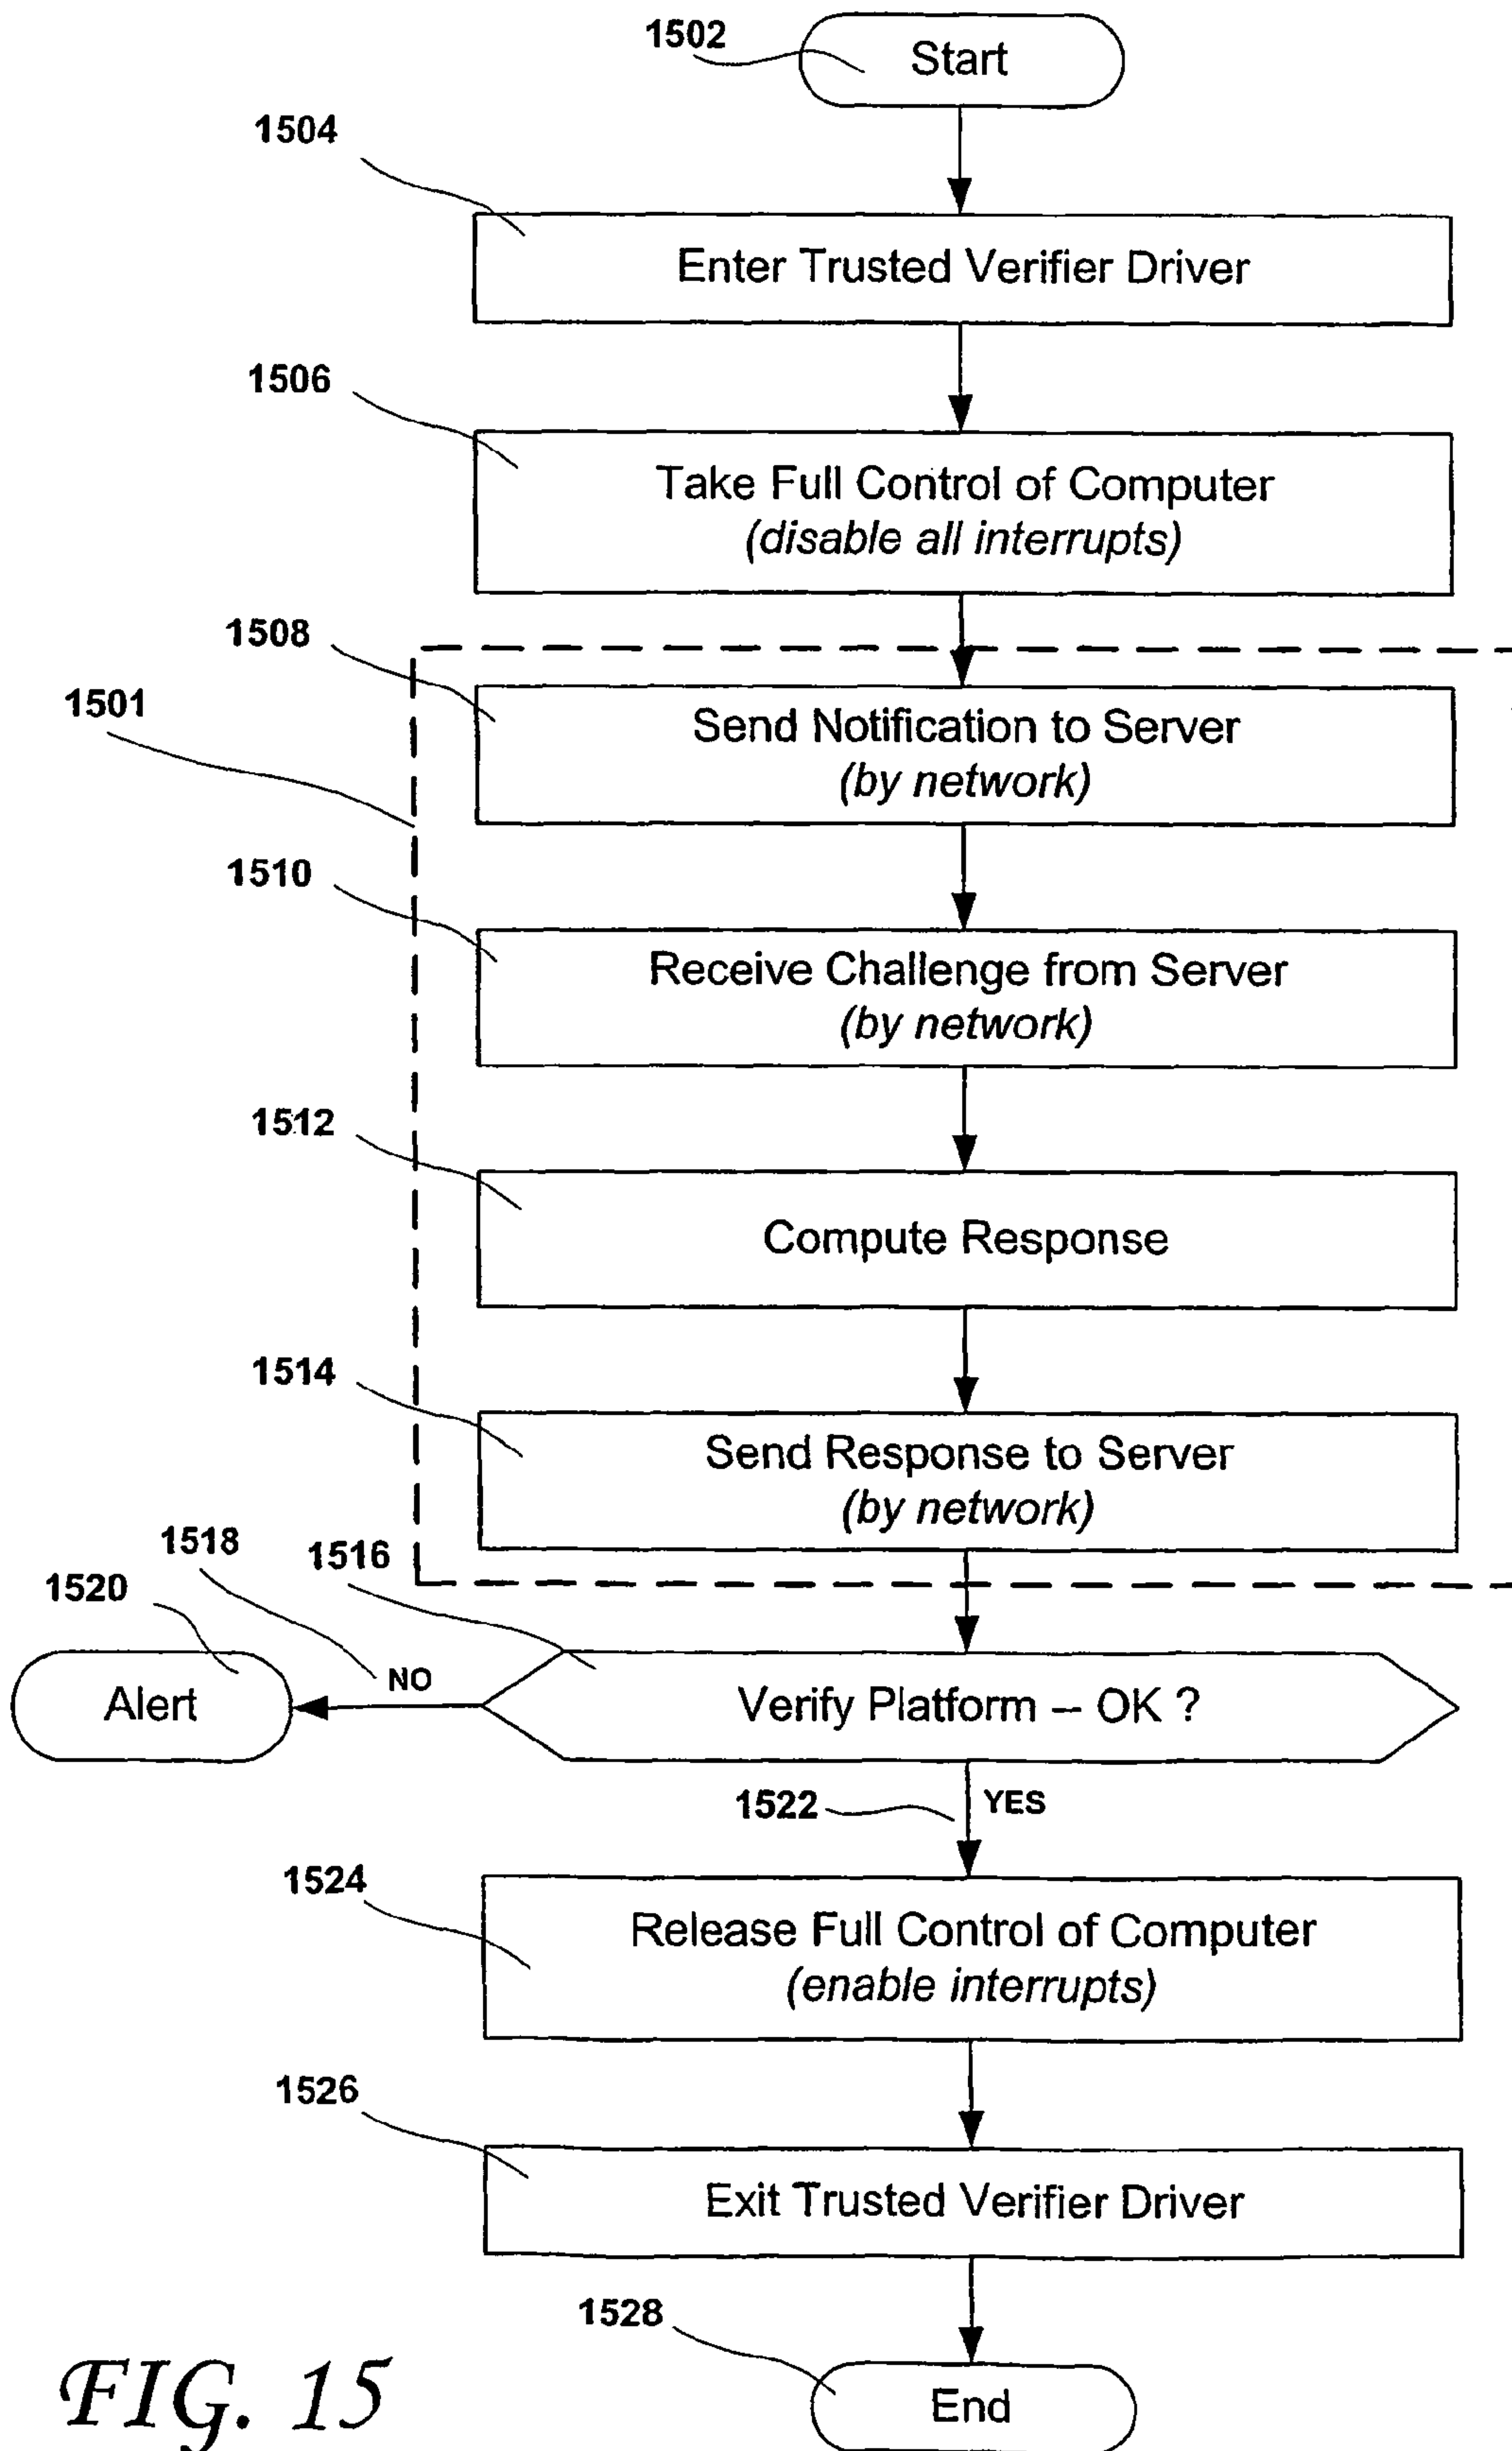 1502
Start
1504
Enter Trusted Verifier Driver
1506
Take Full Control of Computer
(disable all interrupts)
1508
1501
Send Notification to Server
(by network)
1510
Receive Challenge from Server
(by network)
1512
Compute Response
1514
Send Response to Server
(by network)
1518
1516
1520
Alert
NO
Verify Platform -- OK ?
1522
YES
1524
Release Full Control of Computer
(enable interrupts)
1526
Exit Trusted Verifier Driver
1528
End
FIG. 15